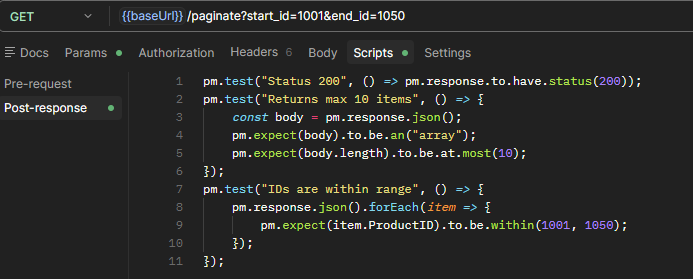 GET {{baseUrl}} /paginate?start_id=1001&end_id=1050
Docs Params Authorization Headers 6 Body Scripts Settings
Pre-request
Post-response
1 pm.test("Status 200", () => pm.response.to.have.status(200));
2 pm.test("Returns max 10 items", () => {
3 const body = pm.response.json();
4 pm.expect(body).to.be.an("array");
5 pm.expect(body.length).to.be.at.most(10);
6 });
7 pm.test("IDs are within range", () => {
8 pm.response.json().forEach(item => {
9 pm.expect(item.ProductID).to.be.within(1001, 1050);
10 });
11 });